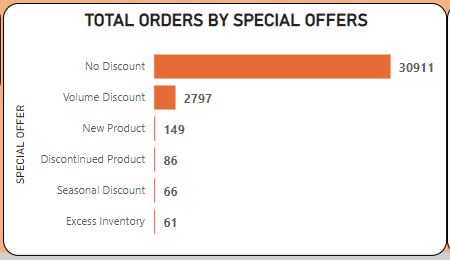 TOTAL ORDERS BY SPECIAL OFFERS
SPECIAL OFFER
No Discount 30911
Volume Discount 2797
New Product 149
Discontinued Product 86
Seasonal Discount 66
Excess Inventory 61